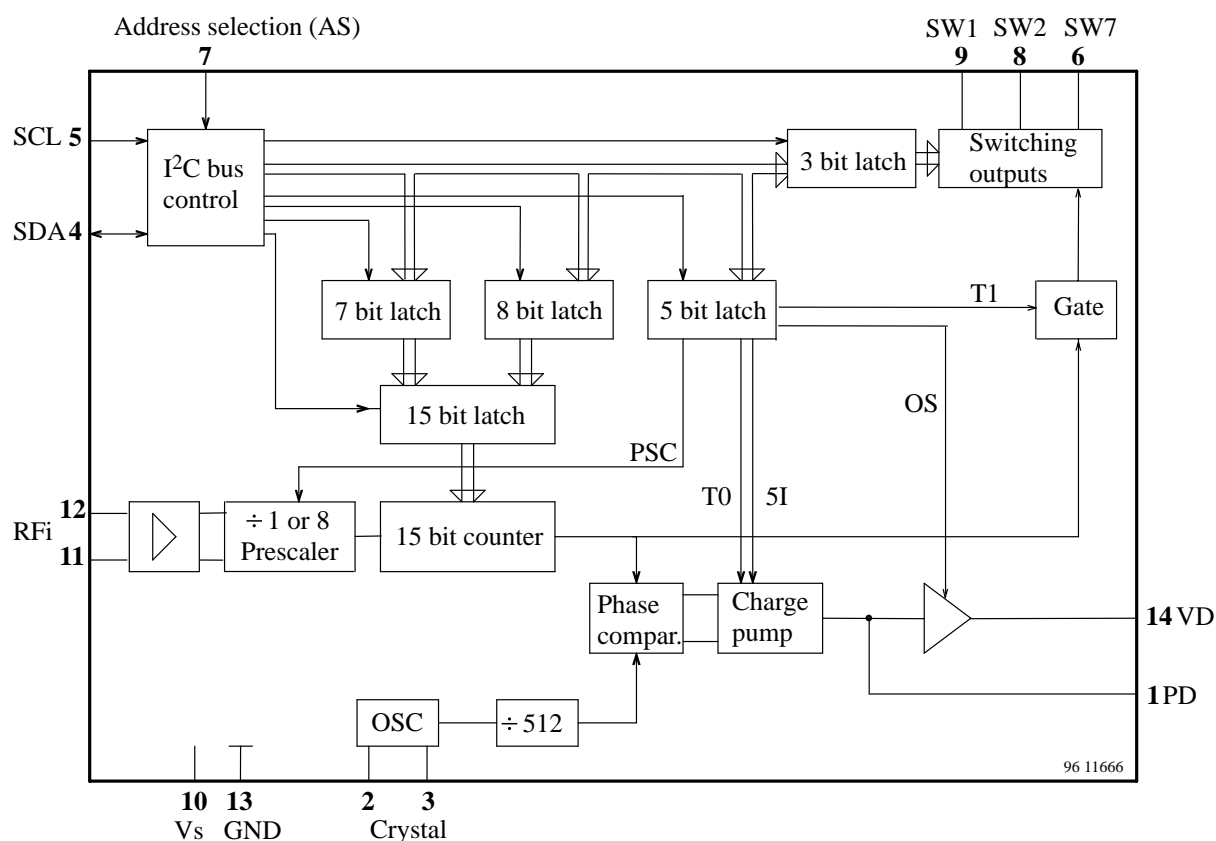 Address selection (AS)
7
SW1 SW2 SW7
9 8 6
SCL 5
I²C bus
control
3 bit latch
Switching
outputs
SDA 4
7 bit latch
8 bit latch
5 bit latch
T1
Gate
15 bit latch
OS
PSC
T0
5I
12
RFi
11
÷ 1 or 8
Prescaler
15 bit counter
Phase
compar.
Charge
pump
14 VD
1 PD
OSC
÷ 512
96 11666
10 13 2 3
Vs GND Crystal